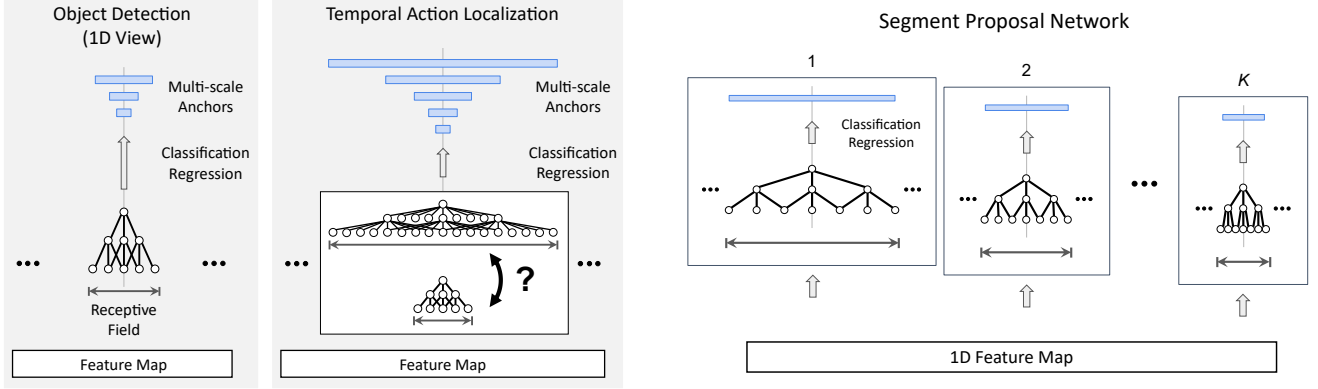 Object Detection
(1D View)
Multi-scale
Anchors
Classification
Regression
•••
•••
Receptive
Field
Feature Map
Temporal Action Localization
Multi-scale
Anchors
Classification
Regression
•••
•••
?
Feature Map
Segment Proposal Network
1
Classification
Regression
•••
•••
2
•••
•••
•••
K
•••
•••
1D Feature Map